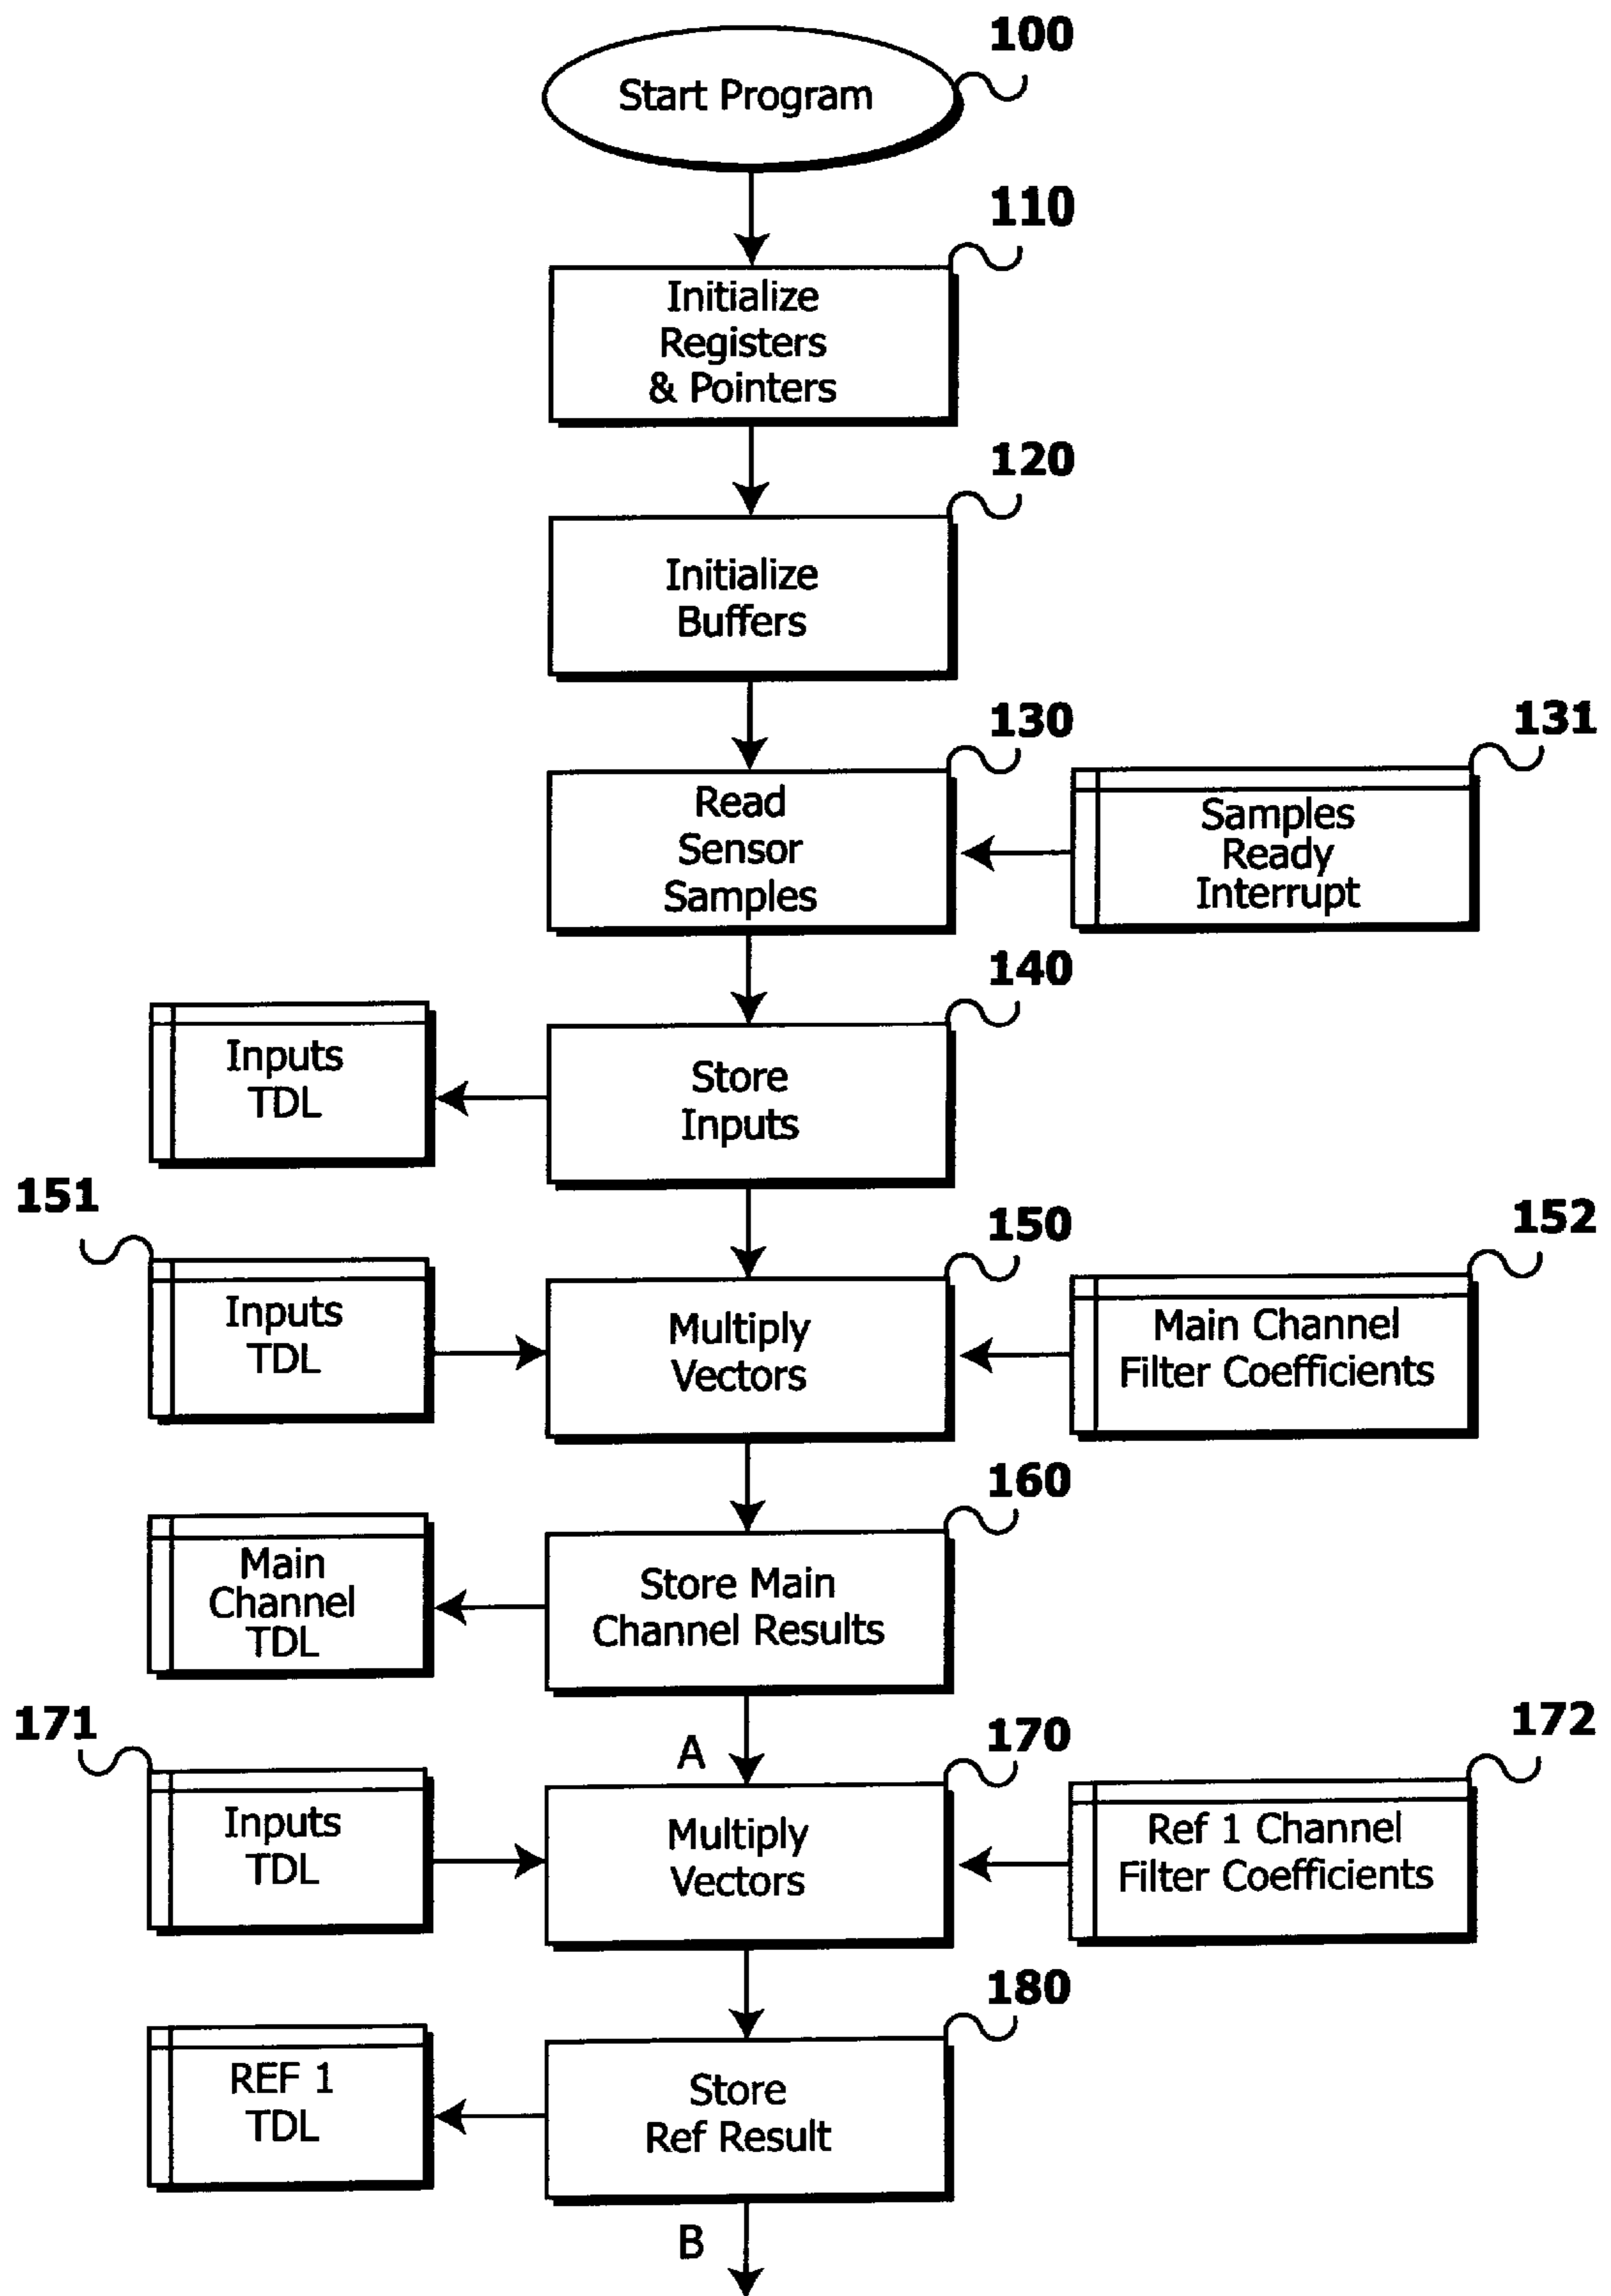 100
Start Program
110
Initialize
Registers
& Pointers
120
Initialize
Buffers
130
131
Read
Sensor
Samples
Samples
Ready
Interrupt
140
Inputs
TDL
Store
Inputs
151
150
152
Inputs
TDL
Multiply
Vectors
Main Channel
Filter Coefficients
160
Main
Channel
TDL
Store Main
Channel Results
171
A
170
172
Inputs
TDL
Multiply
Vectors
Ref 1 Channel
Filter Coefficients
180
REF 1
TDL
Store
Ref Result
B